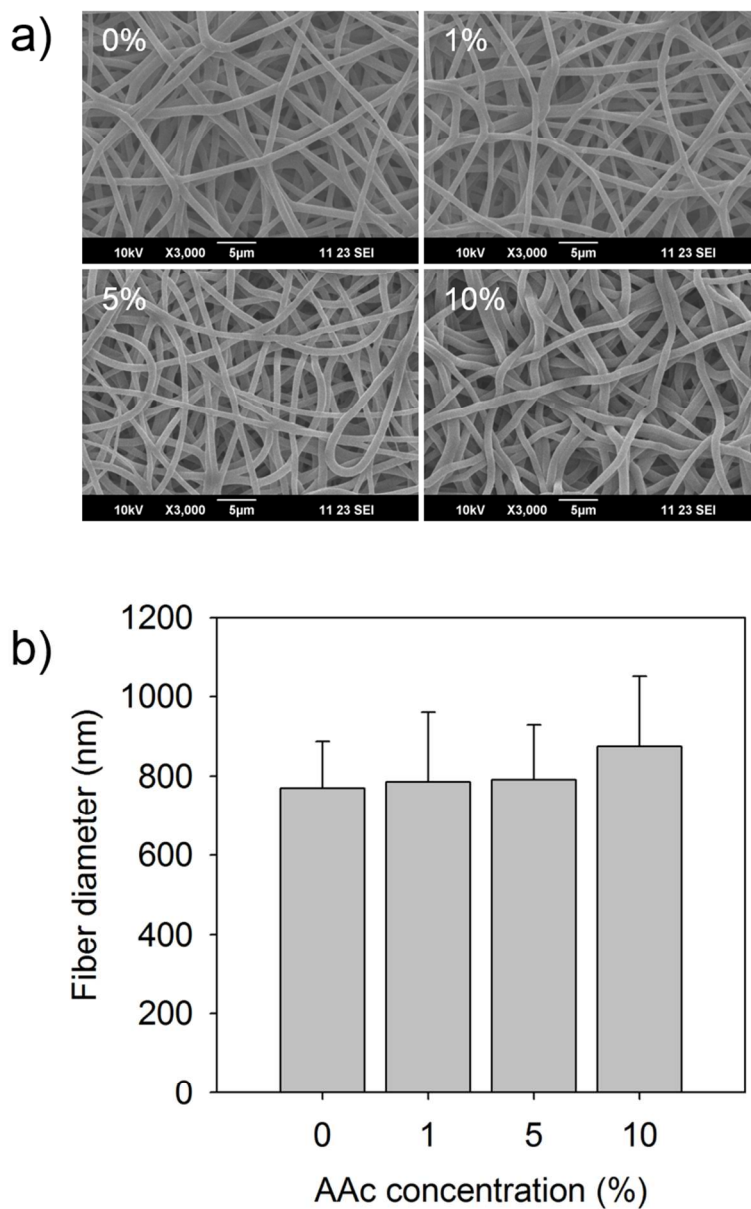 a)
0%
1%
10kV X3,000 5µm 11 23 SEI
10kV X3,000 5µm 11 23 SEI
5%
10%
10kV X3,000 5µm 11 23 SEI
10kV X3,000 5µm 11 23 SEI
b)
Fiber diameter (nm)
1200
1000
800
600
400
200
0
0 1 5 10
AAc concentration (%)